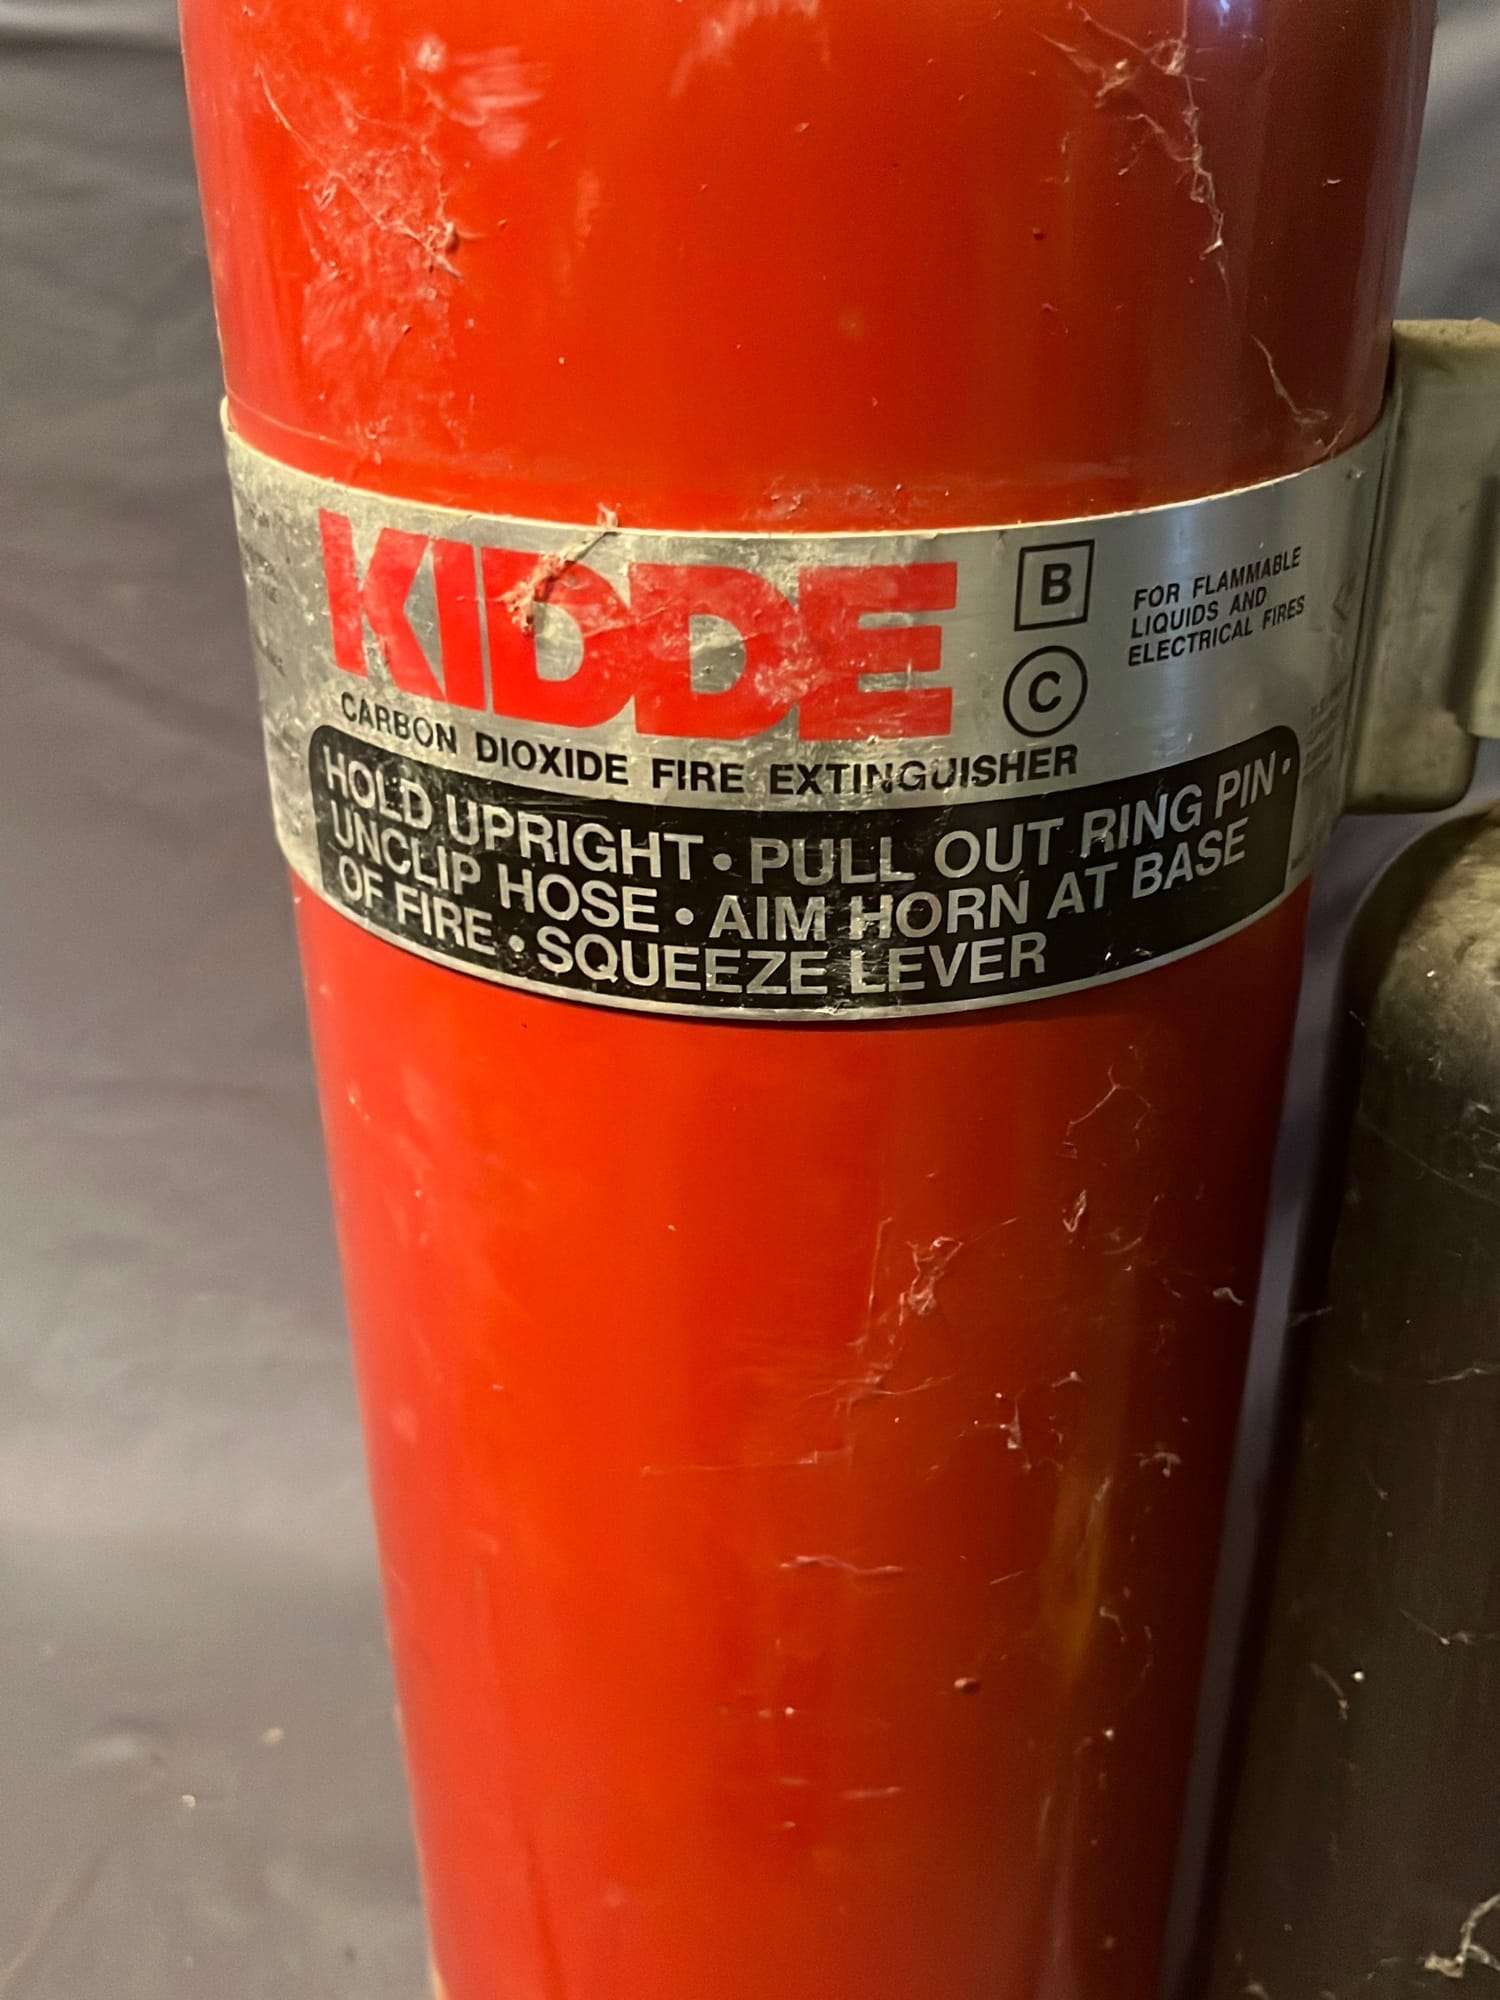 KIDDE
B
C
FOR FLAMMABLE
LIQUIDS AND
ELECTRICAL FIRES
CARBON DIOXIDE FIRE EXTINGUISHER
HOLD UPRIGHT • PULL OUT RING PIN •
UNCLIP HOSE • AIM HORN AT BASE
OF FIRE • SQUEEZE LEVER